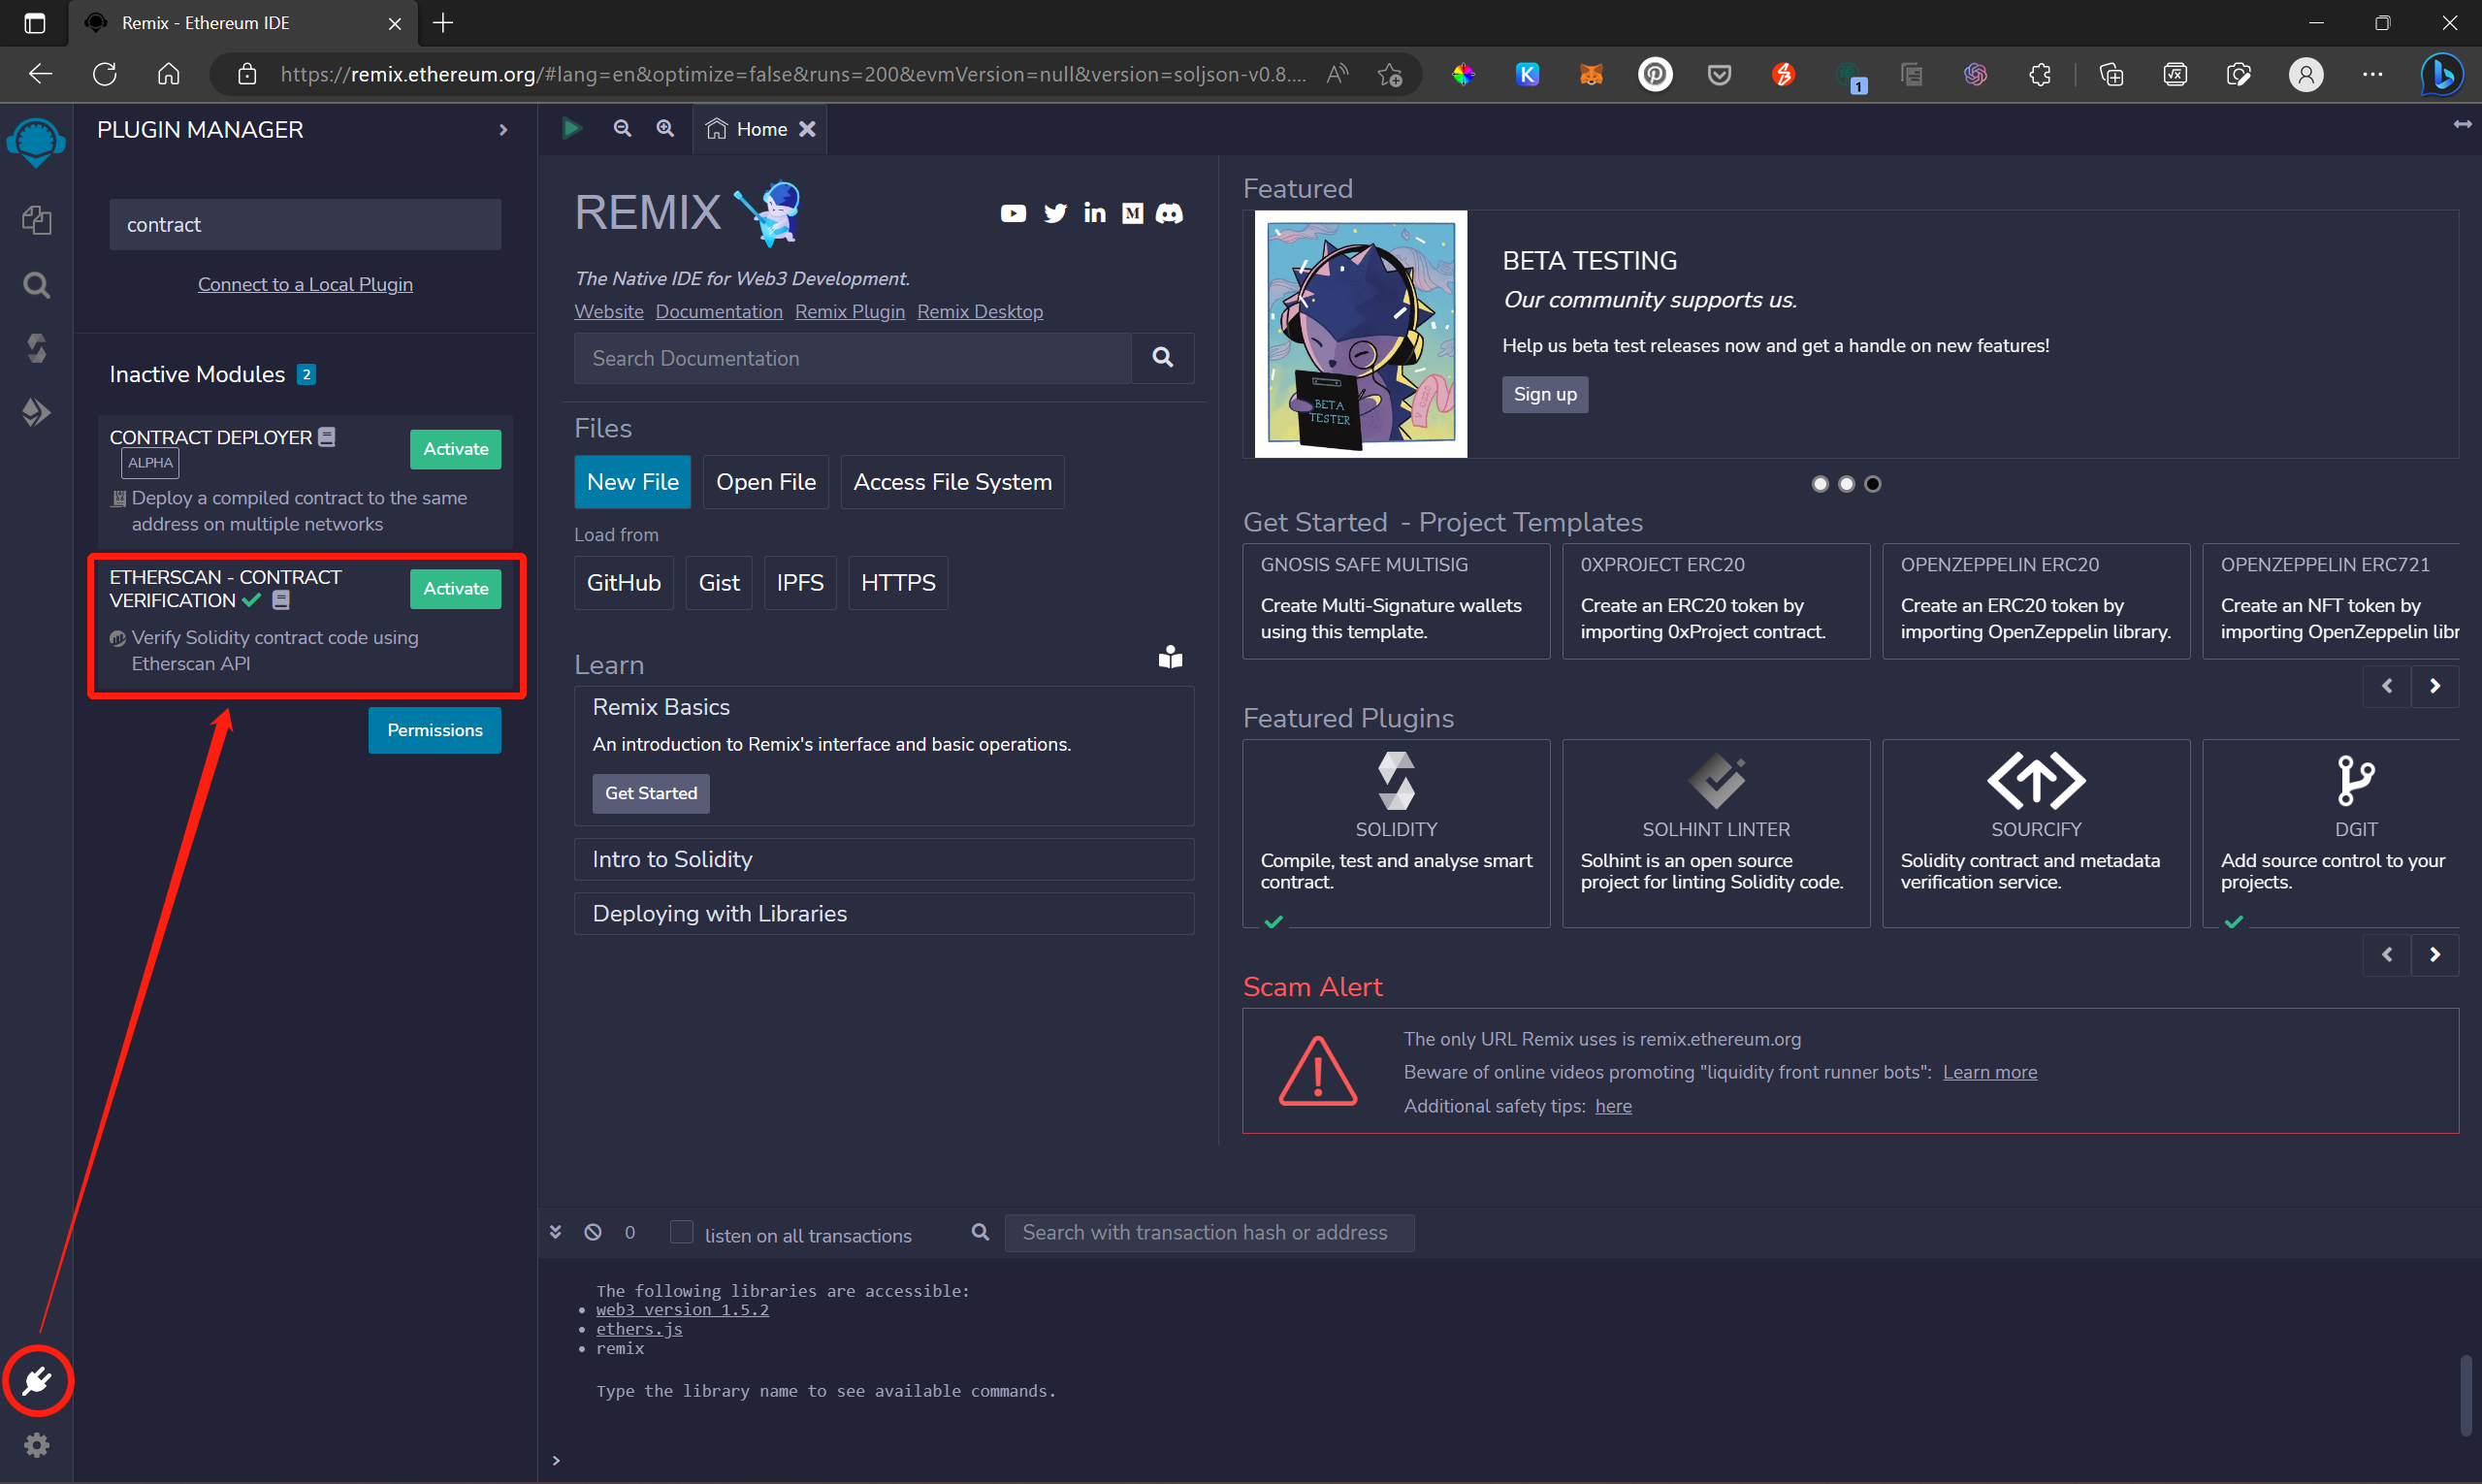 Remix - Ethereum IDE
https://remix.ethereum.org/#lang=en&optimize=false&runs=200&evmVersion=null&version=soljson-v0.8....
1
PLUGIN MANAGER
contract
Connect to a Local Plugin
Inactive Modules 2
CONTRACT DEPLOYER
ALPHA
Activate
Deploy a compiled contract to the same
address on multiple networks
ETHERSCAN - CONTRACT
VERIFICATION
Activate
Verify Solidity contract code using
Etherscan API
Permissions
Home
REMIX
The Native IDE for Web3 Development.
Website Documentation Remix Plugin Remix Desktop
Search Documentation
Files
New File Open File Access File System
Load from
GitHub Gist IPFS HTTPS
Learn
Remix Basics
An introduction to Remix's interface and basic operations.
Get Started
Intro to Solidity
Deploying with Libraries
Featured
BETA
TESTER
BETA TESTING
Our community supports us.
Help us beta test releases now and get a handle on new features!
Sign up
Get Started - Project Templates
GNOSIS SAFE MULTISIG
Create Multi-Signature wallets
using this template.
0XPROJECT ERC20
Create an ERC20 token by
importing 0xProject contract.
OPENZEPPELIN ERC20
Create an ERC20 token by
importing OpenZeppelin library.
OPENZEPPELIN ERC721
Create an NFT token by
importing OpenZeppelin libr
Featured Plugins
SOLIDITY
Compile, test and analyse smart
contract.
SOLHINT LINTER
Solhint is an open source
project for linting Solidity code.
SOURCIFY
Solidity contract and metadata
verification service.
DGIT
Add source control to your
projects.
Scam Alert
The only URL Remix uses is remix.ethereum.org
Beware of online videos promoting "liquidity front runner bots": Learn more
Additional safety tips: here
0 listen on all transactions
Search with transaction hash or address
The following libraries are accessible:
• web3 version 1.5.2
• ethers.js
• remix
Type the library name to see available commands.
>